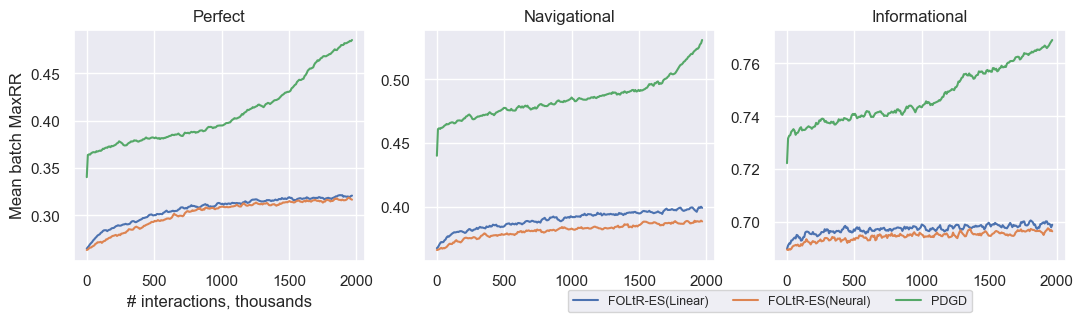 Perfect
Navigational
Informational
Mean batch MaxRR
0.45
0.40
0.35
0.30
0.50
0.45
0.40
0.76
0.74
0.72
0.70
0 500 1000 1500 2000
0 500 1000 1500 2000
0 500 1000 1500 2000
# interactions, thousands
FOLtR-ES(Linear) FOLtR-ES(Neural) PDGD